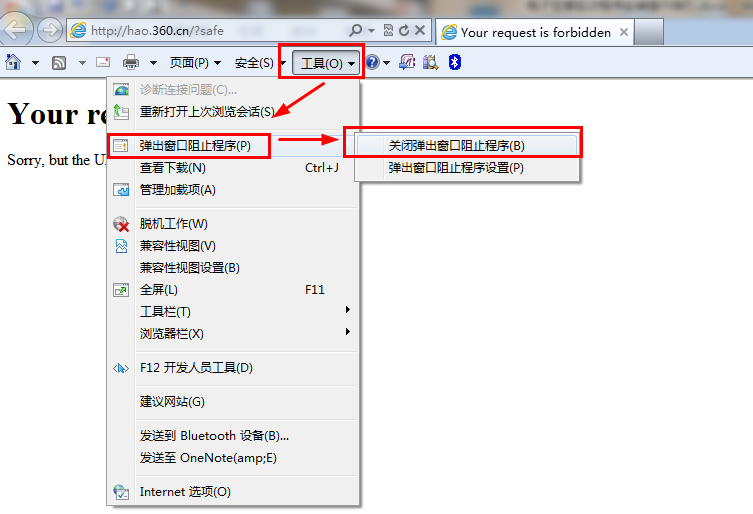 http://hao.360.cn/?safe
Your request is forbidden
页面(P)
安全(S)
工具(O)
诊断连接问题(C)...
Your re
重新打开上次浏览会话(S)
弹出窗口阻止程序(P)
关闭弹出窗口阻止程序(B)
Sorry, but the U
查看下载(N)
Ctrl+J
弹出窗口阻止程序设置(P)
管理加载项(A)
脱机工作(W)
兼容性视图(V)
兼容性视图设置(B)
全屏(L)
F11
工具栏(T)
浏览器栏(X)
F12 开发人员工具(D)
建议网站(G)
发送到 Bluetooth 设备(B)...
发送至 OneNote(amp;E)
Internet 选项(O)